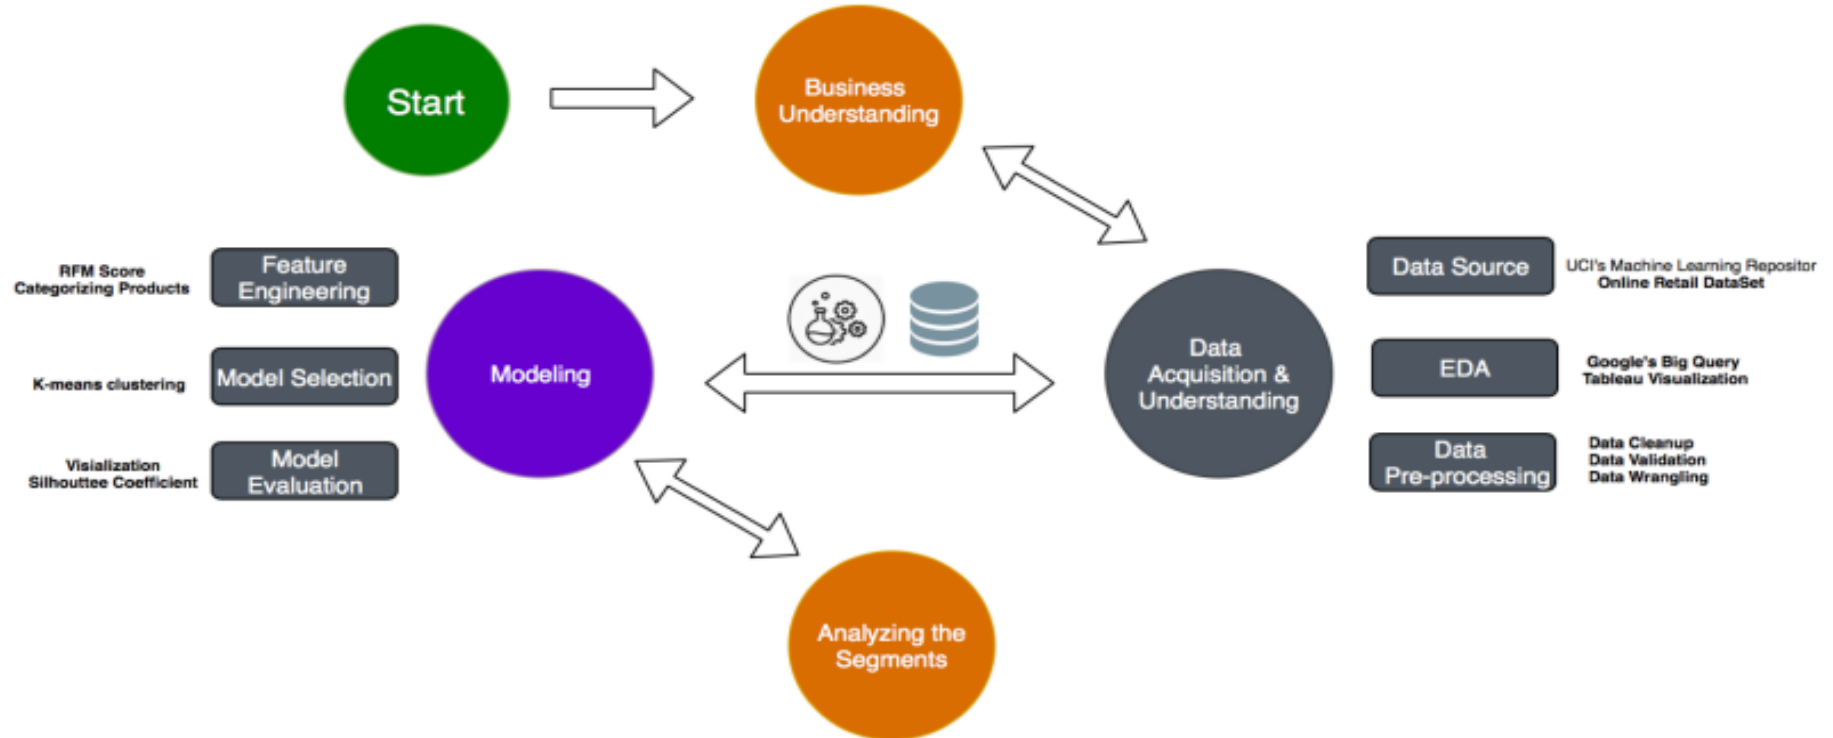 Start
Business
Understanding
RFM Score
Categorizing Products
Feature
Engineering
K-means clustering
Model Selection
Visialization
Silhouttee Coefficient
Model
Evaluation
Modeling
Data
Acquisition &
Understanding
Data Source
UCI's Machine Learning Repositor
Online Retail DataSet
EDA
Google's Big Query
Tableau Visualization
Data
Pre-processing
Data Cleanup
Data Validation
Data Wrangling
Analyzing the
Segments